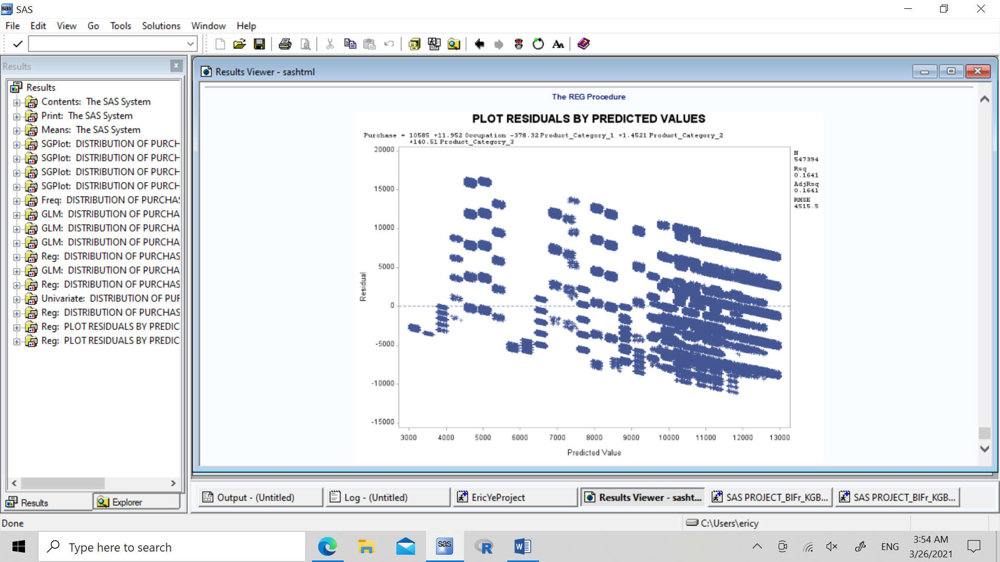 SAS
File Edit View Go Tools Solutions Window Help
Results
Results Viewer - sashtml
Results
Contents: The SAS System
Print: The SAS System
Means: The SAS System
SGPlot: DISTRIBUTION OF PURCH
SGPlot: DISTRIBUTION OF PURCH
SGPlot: DISTRIBUTION OF PURCH
SGPlot: DISTRIBUTION OF PURCH
Freq: DISTRIBUTION OF PURCHA
GLM: DISTRIBUTION OF PURCHA
GLM: DISTRIBUTION OF PURCHA
GLM: DISTRIBUTION OF PURCHA
Reg: DISTRIBUTION OF PURCHAS
GLM: DISTRIBUTION OF PURCHA
Reg: DISTRIBUTION OF PURCHAS
Univariate: DISTRIBUTION OF PUR
Reg: DISTRIBUTION OF PURCHAS
Reg: PLOT RESIDUALS BY PREDIC
Reg: PLOT RESIDUALS BY PREDIC
The REG Procedure
PLOT RESIDUALS BY PREDICTED VALUES
Purchase = 10585 +11.952 Occupation -378.32 Product_Category_1 +1.4521 Product_Category_2
+140.51 Product_Category_3
20000
15000
10000
5000
0
-5000
-10000
-15000
Residual
3000 4000 5000 6000 7000 8000 9000 10000 11000 12000 13000
Predicted Value
N
547394
Rsq
0.1641
AdjRsq
0.1641
RMSE
4515.5
Results
Explorer
Output - (Untitled)
Log - (Untitled)
EricYeProject
Results Viewer - sasht...
SAS PROJECT_BIFr_KGB...
SAS PROJECT_BIFr_KGB...
Done
C:\Users\ericy
Type here to search
sas
ENG
3:54 AM
3/26/2021